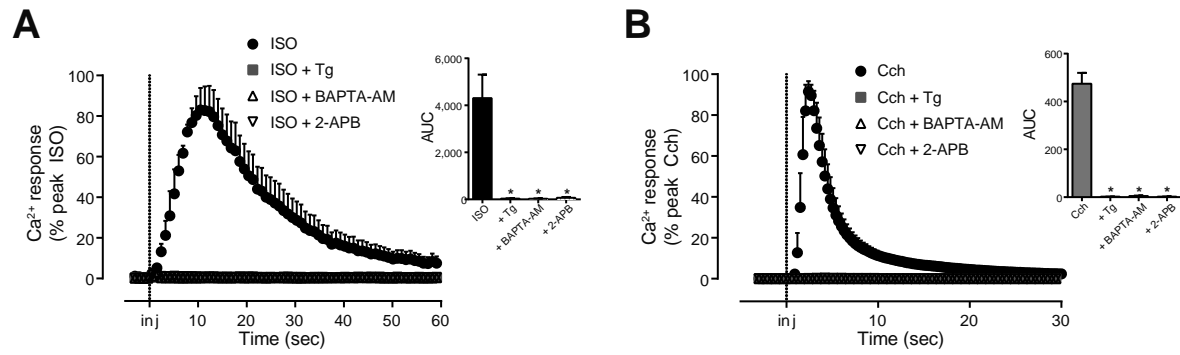 A
ISO
ISO + Tg
ISO + BAPTA-AM
ISO + 2-APB
Ca²⁺ response
(% peak ISO)
100
80
60
40
20
0
inj
10
20
30
40
50
60
Time (sec)
AUC
6,000
4,000
2,000
0
*
*
*
ISO
+ Tg
+ BAPTA-AM
+ 2-APB
B
Cch
Cch + Tg
Cch + BAPTA-AM
Cch + 2-APB
Ca²⁺ response
(% peak Cch)
100
80
60
40
20
0
inj
10
20
30
Time (sec)
AUC
600
400
200
0
*
*
*
Cch
+ Tg
+ BAPTA-AM
+ 2-APB